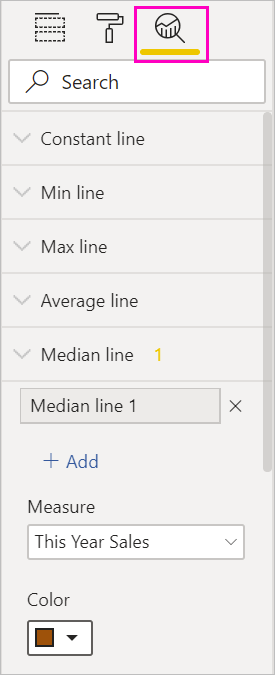 Search
Constant line
Min line
Max line
Average line
Median line 1
Median line 1
+ Add
Measure
This Year Sales
Color